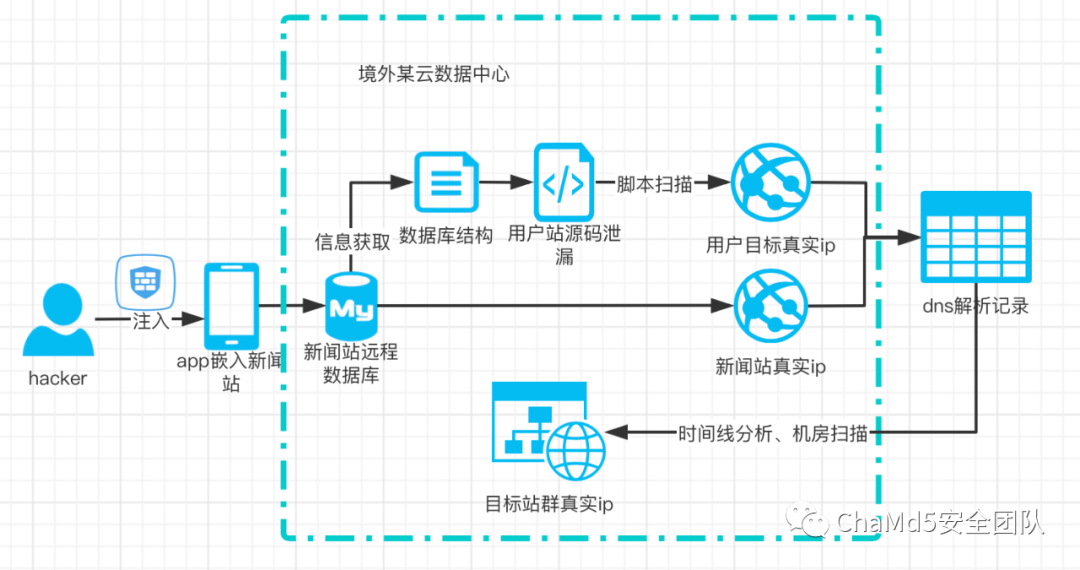 境外某云数据中心
脚本扫描
信息获取
数据库结构
用户站源码泄
漏
用户目标真实ip
dns解析记录
My
注入
hacker
app嵌入新闻
站
新闻站远程
数据库
新闻站真实ip
时间线分析、机房扫描
目标站群真实ip
ChaMd5安全团队